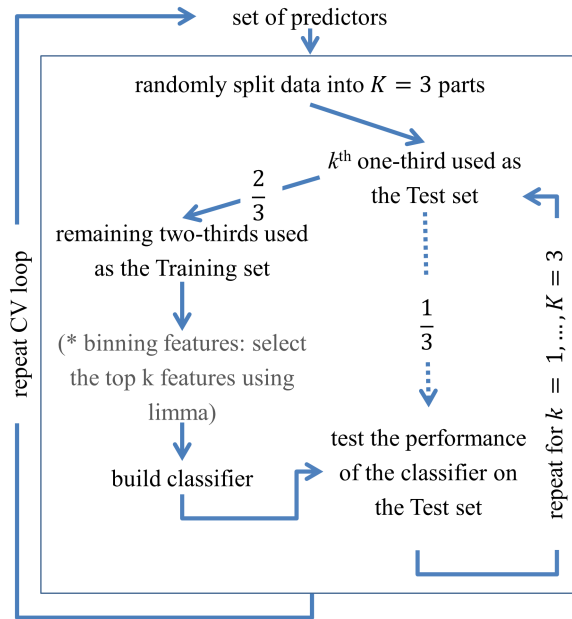 set of predictors
randomly split data into K = 3 parts
kᵗʰ one-third used as
the Test set
2/3
remaining two-thirds used
as the Training set
(* binning features: select
the top k features using
limma)
build classifier
1/3
test the performance
of the classifier on
the Test set
repeat for k = 1, ..., K = 3
repeat CV loop